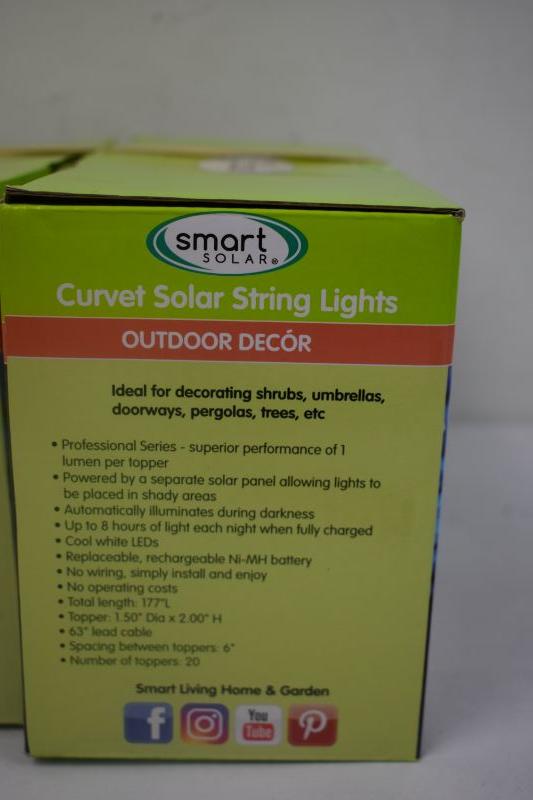 smart
SOLAR®
Curvet Solar String Lights
OUTDOOR DECÓR
Ideal for decorating shrubs, umbrellas,
doorways, pergolas, trees, etc
• Professional Series - superior performance of 1
lumen per topper
• Powered by a separate solar panel allowing lights to
be placed in shady areas
• Automatically illuminates during darkness
• Up to 8 hours of light each night when fully charged
• Cool white LEDs
• Replaceable, rechargeable Ni-MH battery
• No wiring, simply install and enjoy
• No operating costs
• Total length: 177"L
• Topper: 1.50" Dia x 2.00" H
• 63" lead cable
• Spacing between toppers: 6"
• Number of toppers: 20
Smart Living Home & Garden
f
You
Tube